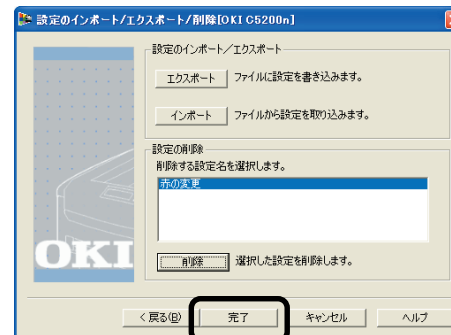 設定のインポート/エクスポート/削除[OKI C5200n]
設定のインポート／エクスポート
エクスポート ファイルに設定を書き込みます。
インポート ファイルから設定を取り込みます。
設定の削除
削除する設定名を選択します。
赤の変更
OKI
削除 選択した設定を削除します。
< 戻る(B) 完了 キャンセル ヘルプ